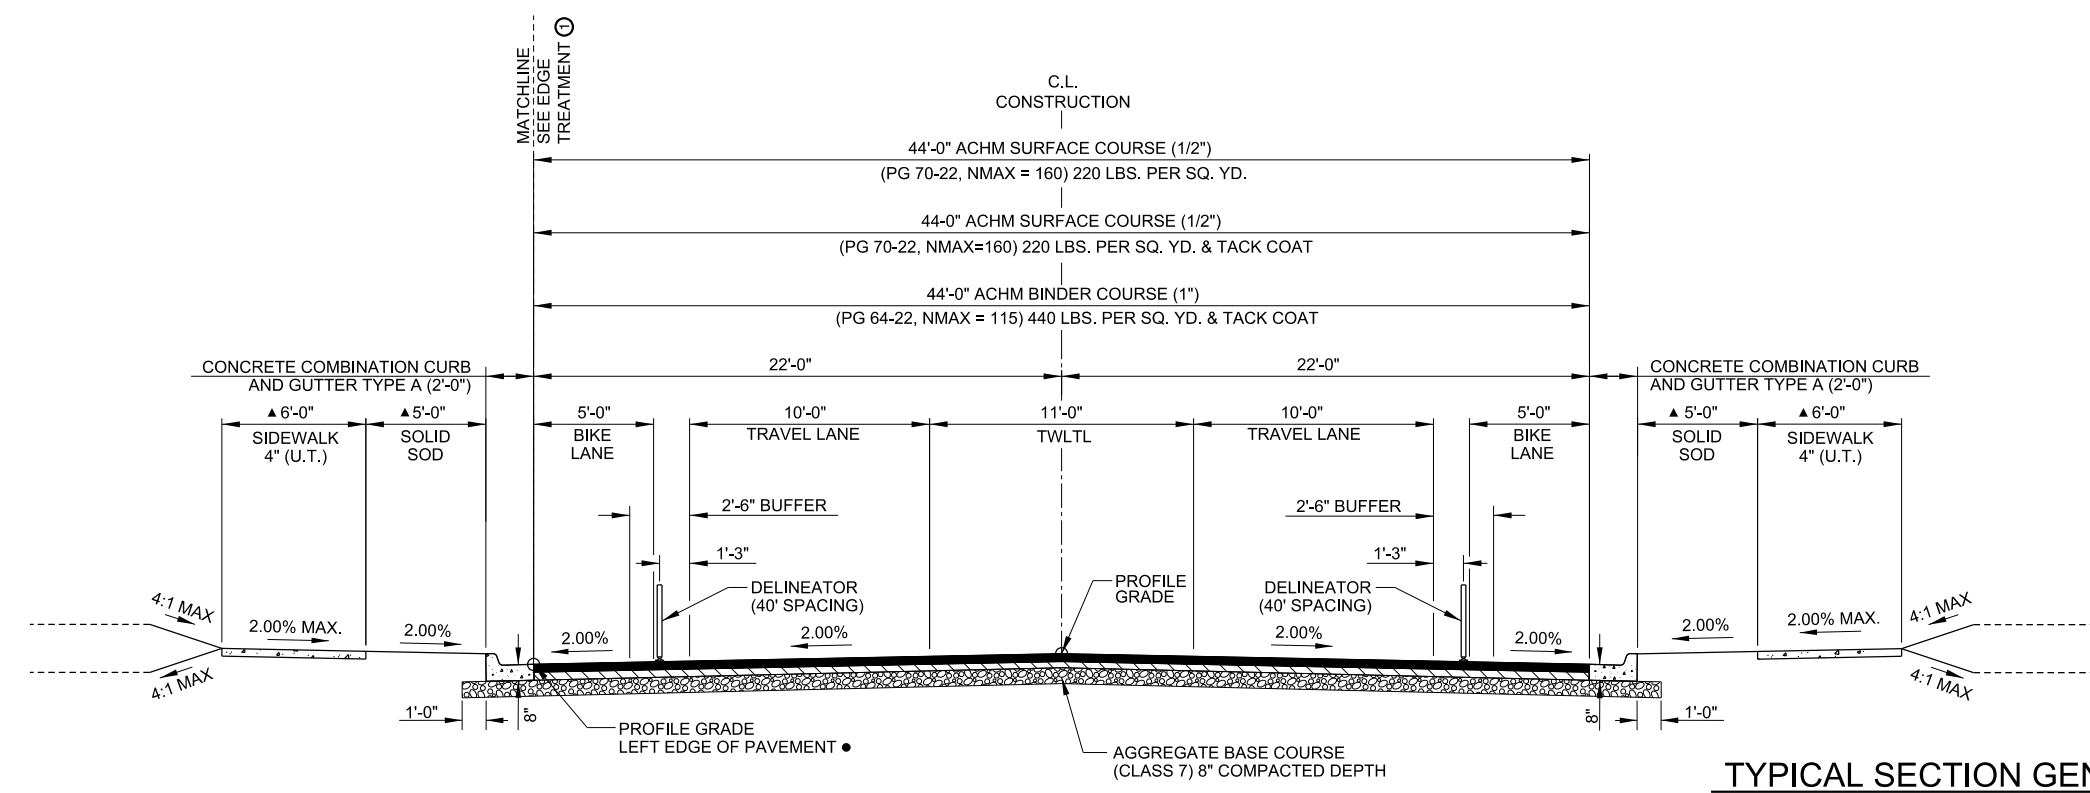 MATCHLINE
SEE EDGE
TREATMENT 1
C.L.
CONSTRUCTION
44'-0" ACHM SURFACE COURSE (1/2")
(PG 70-22, NMAX = 160) 220 LBS. PER SQ. YD.
44-0" ACHM SURFACE COURSE (1/2")
(PG 70-22, NMAX=160) 220 LBS. PER SQ. YD. & TACK COAT
44'-0" ACHM BINDER COURSE (1")
(PG 64-22, NMAX = 115) 440 LBS. PER SQ. YD. & TACK COAT
CONCRETE COMBINATION CURB
AND GUTTER TYPE A (2'-0")
22'-0"
22'-0"
CONCRETE COMBINATION CURB
AND GUTTER TYPE A (2'-0")
▲ 6'-0"
SIDEWALK
4" (U.T.)
▲ 5'-0"
SOLID
SOD
5'-0"
BIKE
LANE
10'-0"
TRAVEL LANE
11'-0"
TWLTL
10'-0"
TRAVEL LANE
5'-0"
BIKE
LANE
▲ 5'-0"
SOLID
SOD
▲ 6'-0"
SIDEWALK
4" (U.T.)
2'-6" BUFFER
2'-6" BUFFER
1'-3"
1'-3"
DELINEATOR
(40' SPACING)
PROFILE
GRADE
DELINEATOR
(40' SPACING)
4:1 MAX
2.00% MAX.
2.00%
2.00%
2.00%
2.00%
2.00%
2.00%
2.00% MAX.
4:1 MAX
4:1 MAX
4:1 MAX
1'-0"
8"
PROFILE GRADE
LEFT EDGE OF PAVEMENT ●
AGGREGATE BASE COURSE
(CLASS 7) 8" COMPACTED DEPTH
8"
1'-0"
TYPICAL SECTION GEN